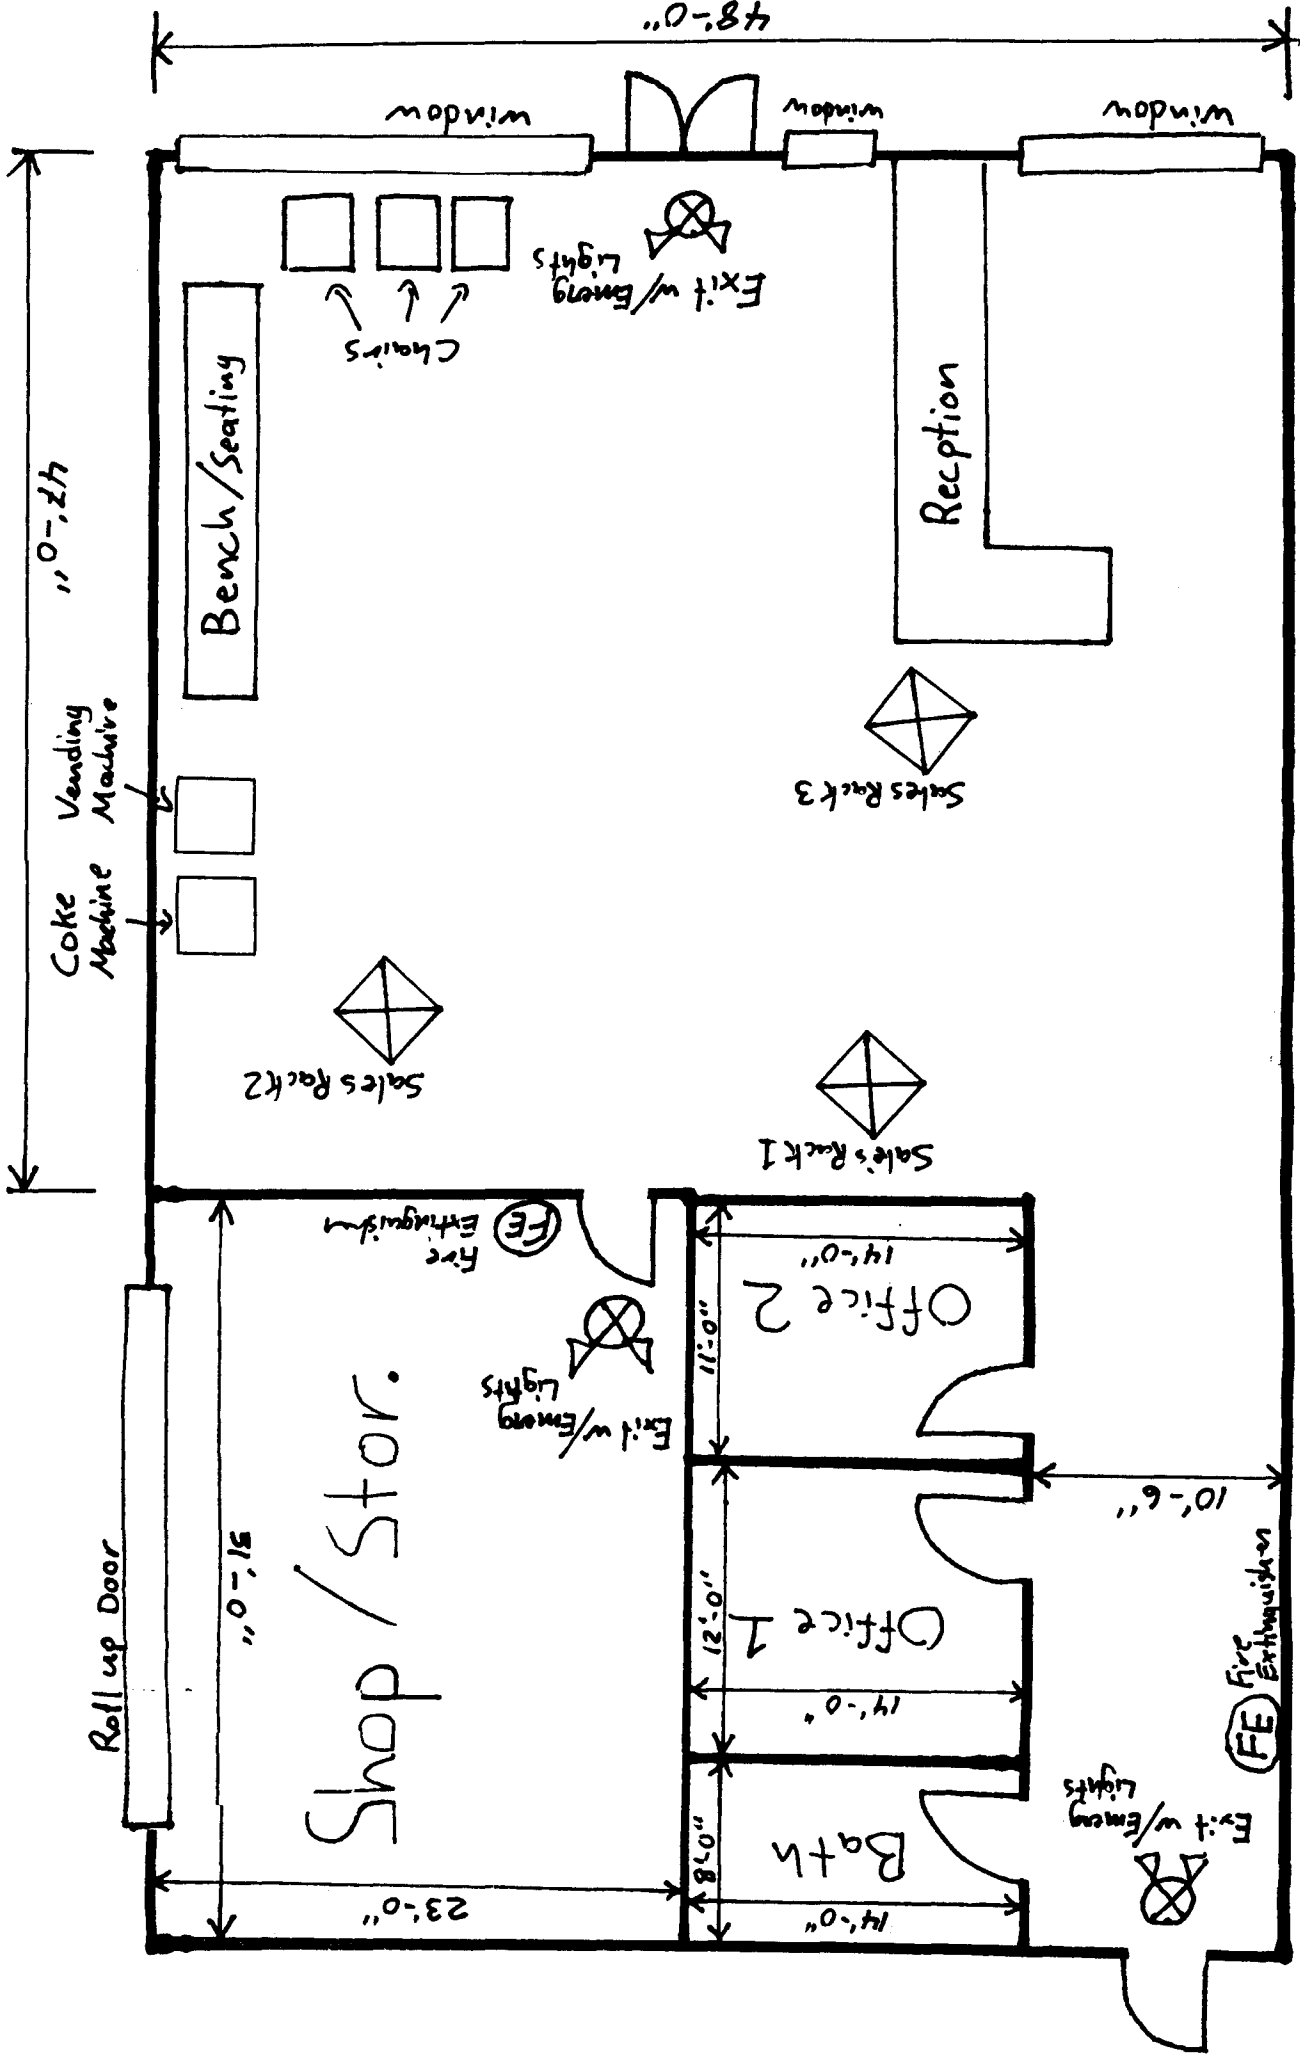 48'-0"
window
window
window
47'-0"
Chairs
Exit w/Emerg
Lights
Bench/Seating
Reception
Vending
Machine
Coke
Machine
Sales Rack 3
Sales Rack 2
Sales Rack 1
Fire
Extinguisher
FE
14'-0"
Office 2
11'-0"
Exit w/Emerg
Lights
Roll up Door
31'-0"
Shop/Stor.
10'-6"
12'-0"
Office 1
14'-0"
FE
Fire
Extinguisher
Exit w/Emerg
Lights
8'-0"
Bath
14'-0"
23'-0"